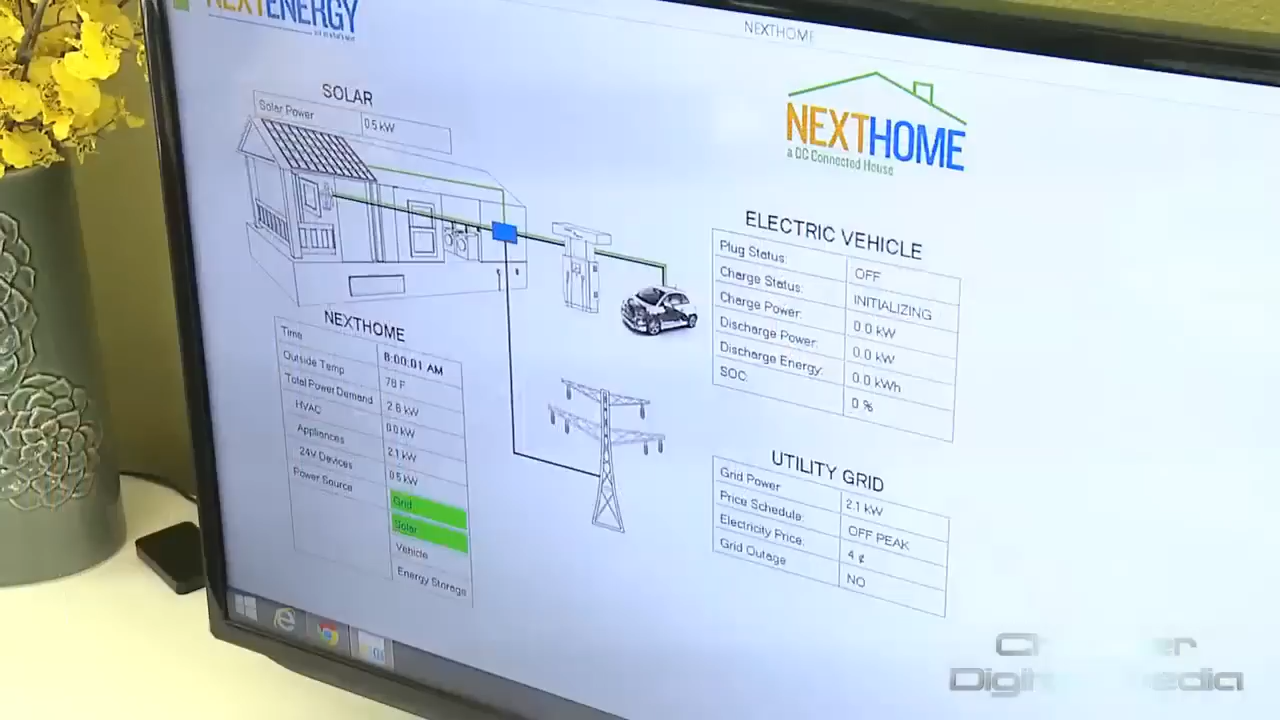 NEXTENERGY
NEXTHOME
SOLAR
Solar Power 0.5 kW
NEXTHOME
a DC Connected House
ELECTRIC VEHICLE
Plug Status: OFF
Charge Status: INITIALIZING
Charge Power: 0.0 kW
Discharge Power: 0.0 kW
Discharge Energy: 0.0 kWh
SOC: 0 %
NEXTHOME
Time 8:00:01 AM
Outside Temp 78 F
Total Power Demand 2.6 kW
HVAC 0.0 kW
Appliances 2.1 kW
24V Devices 0.5 kW
Power Source Grid
Solar
Vehicle
Energy Storage
UTILITY GRID
Grid Power 2.1 kW
Price Schedule: OFF PEAK
Electricity Price: 4 ¢
Grid Outage NO